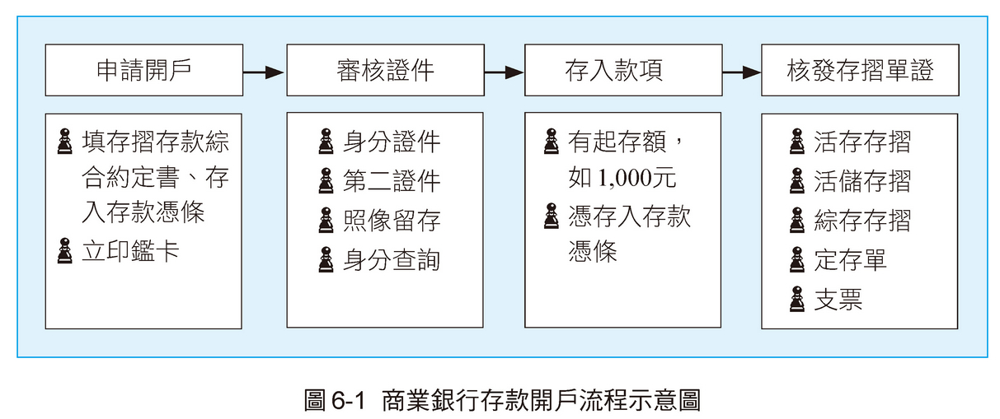 申請開戶
審核證件
存入款項
核發存摺單證
填存摺存款綜
合約定書、存
入存款憑條
立印鑑卡
身分證件
第二證件
照像留存
身分查詢
有起存額，
如1,000元
憑存入存款
憑條
活存存摺
活儲存摺
綜存存摺
定存單
支票
圖6-1 商業銀行存款開戶流程示意圖